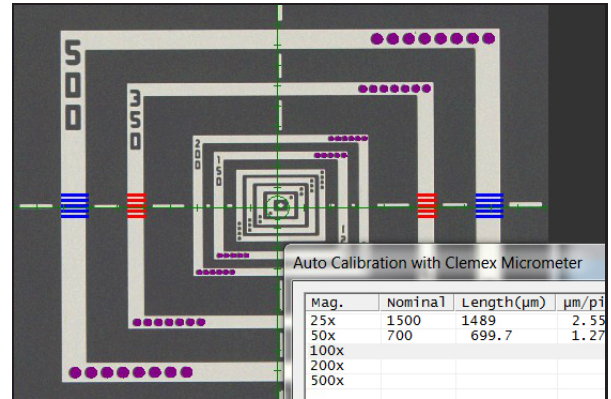 500
350
200
150
Auto Calibration with Clemex Micrometer
Mag. Nominal Length(µm) µm/pi
25x 1500 1489 2.55
50x 700 699.7 1.27
100x
200x
500x